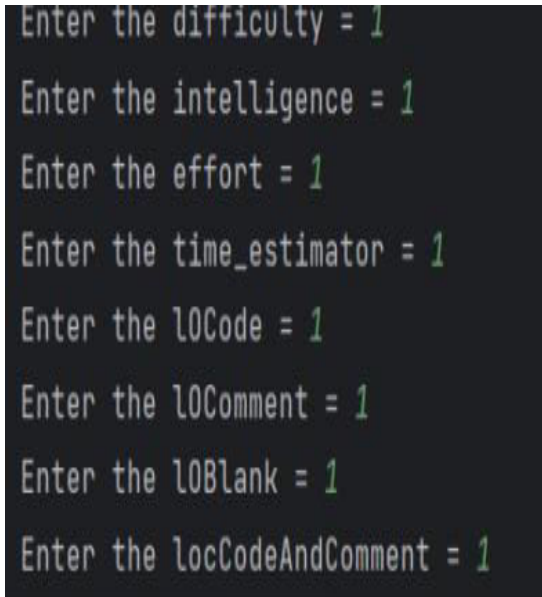 Enter the difficulty = 1
Enter the intelligence = 1
Enter the effort = 1
Enter the time_estimator = 1
Enter the lOCode = 1
Enter the lOComment = 1
Enter the lOBlank = 1
Enter the locCodeAndComment = 1